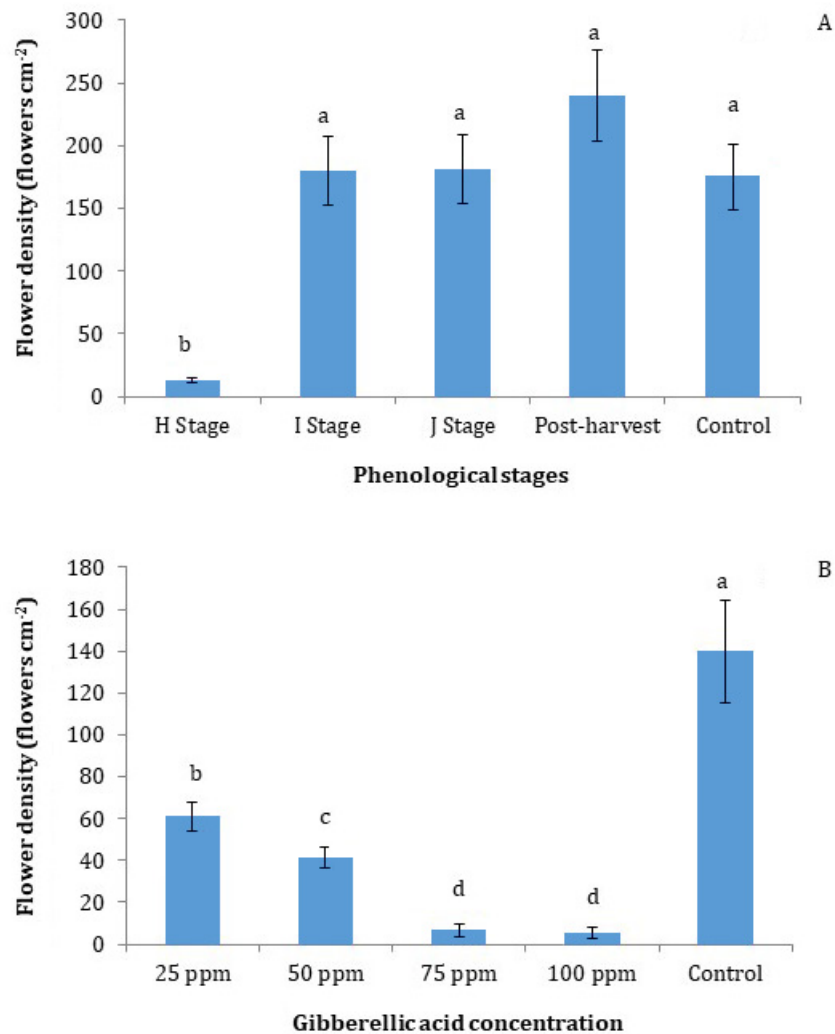 A
Flower density (flowers cm-2)
300
250
200
150
100
50
0
a
a
a
a
b
H Stage I Stage J Stage Post-harvest Control
Phenological stages
B
Flower density (flowers cm-2)
180
160
140
120
100
80
60
40
20
0
a
b
c
d d
25 ppm 50 ppm 75 ppm 100 ppm Control
Gibberellic acid concentration